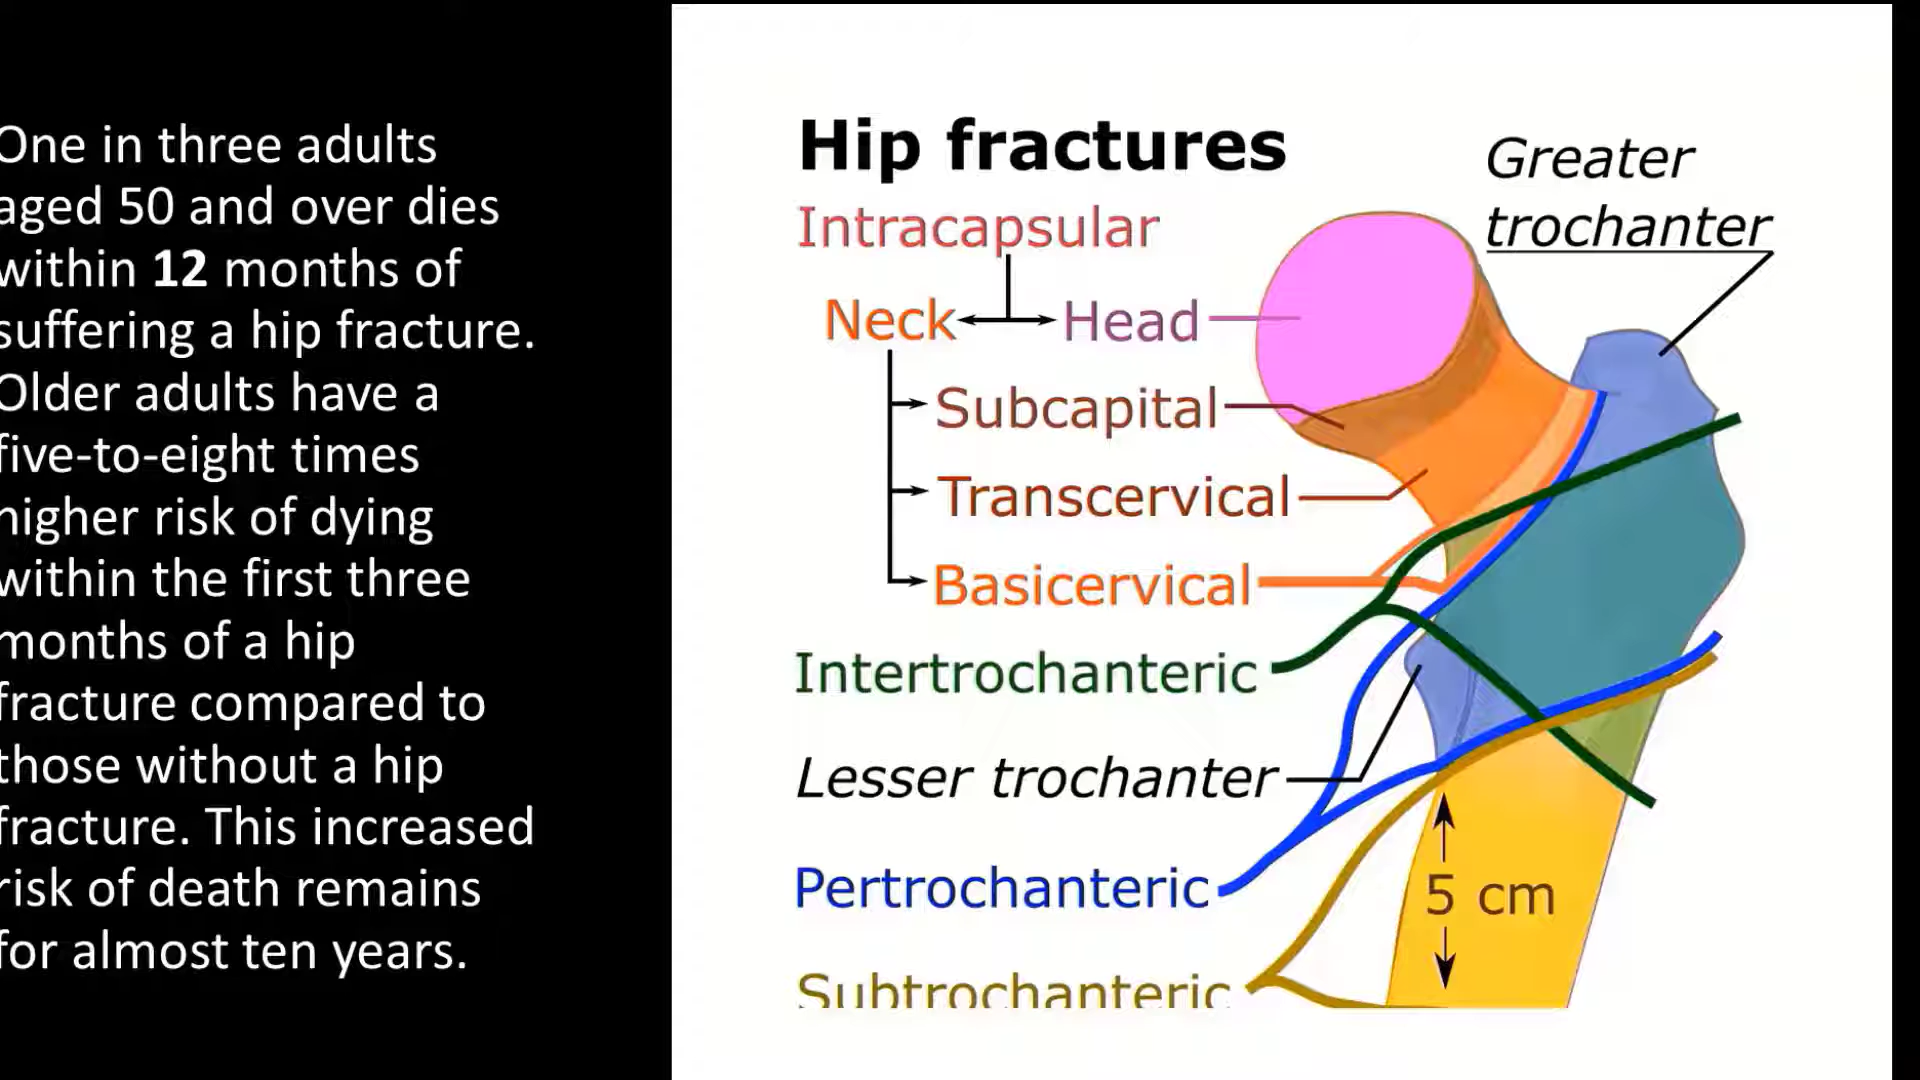 One in three adults
aged 50 and over dies
within 12 months of
suffering a hip fracture.
Older adults have a
five-to-eight times
higher risk of dying
within the first three
months of a hip
fracture compared to
those without a hip
fracture. This increased
risk of death remains
for almost ten years.
Hip fractures
Greater
trochanter
Intracapsular
Neck
Head
Subcapital
Transcervical
Basicervical
Intertrochanteric
Lesser trochanter
Pertrochanteric
5 cm
Subtrochanteric